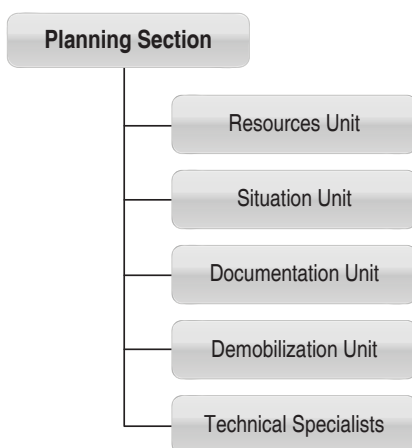 Planning Section
Resources Unit
Situation Unit
Documentation Unit
Demobilization Unit
Technical Specialists